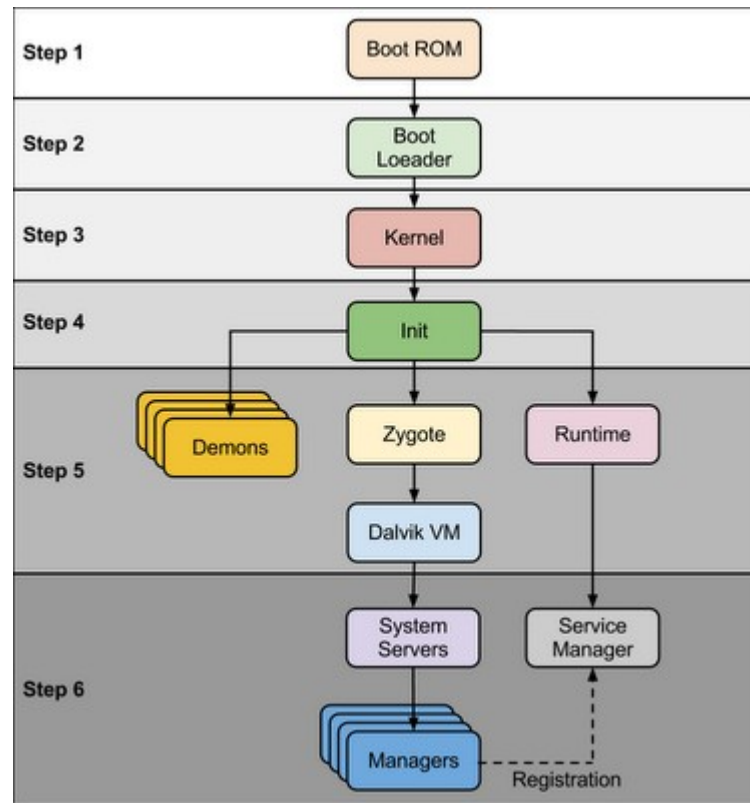 Step 1
Boot ROM
Step 2
Boot
Loeader
Step 3
Kernel
Step 4
Init
Step 5
Demons
Zygote
Runtime
Dalvik VM
Step 6
System
Servers
Service
Manager
Managers
Registration